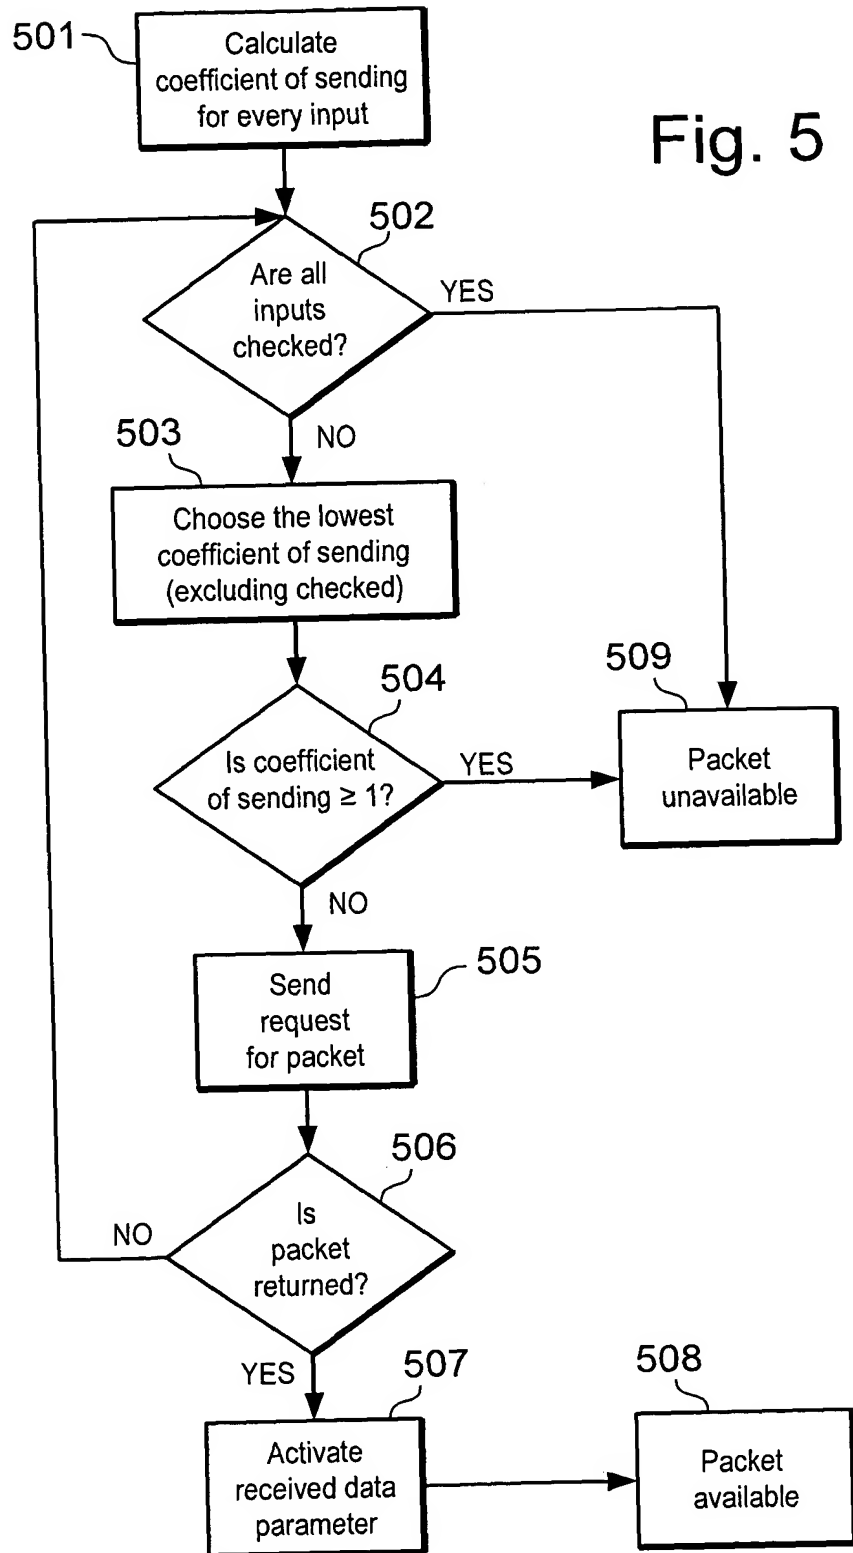 501
Calculate
coefficient of sending
for every input
Fig. 5
502
Are all
inputs
checked?
YES
NO
503
Choose the lowest
coefficient of sending
(excluding checked)
504
Is coefficient
of sending ≥ 1?
YES
NO
509
Packet
unavailable
505
Send
request
for packet
506
Is
packet
returned?
NO
YES
507
Activate
received data
parameter
508
Packet
available